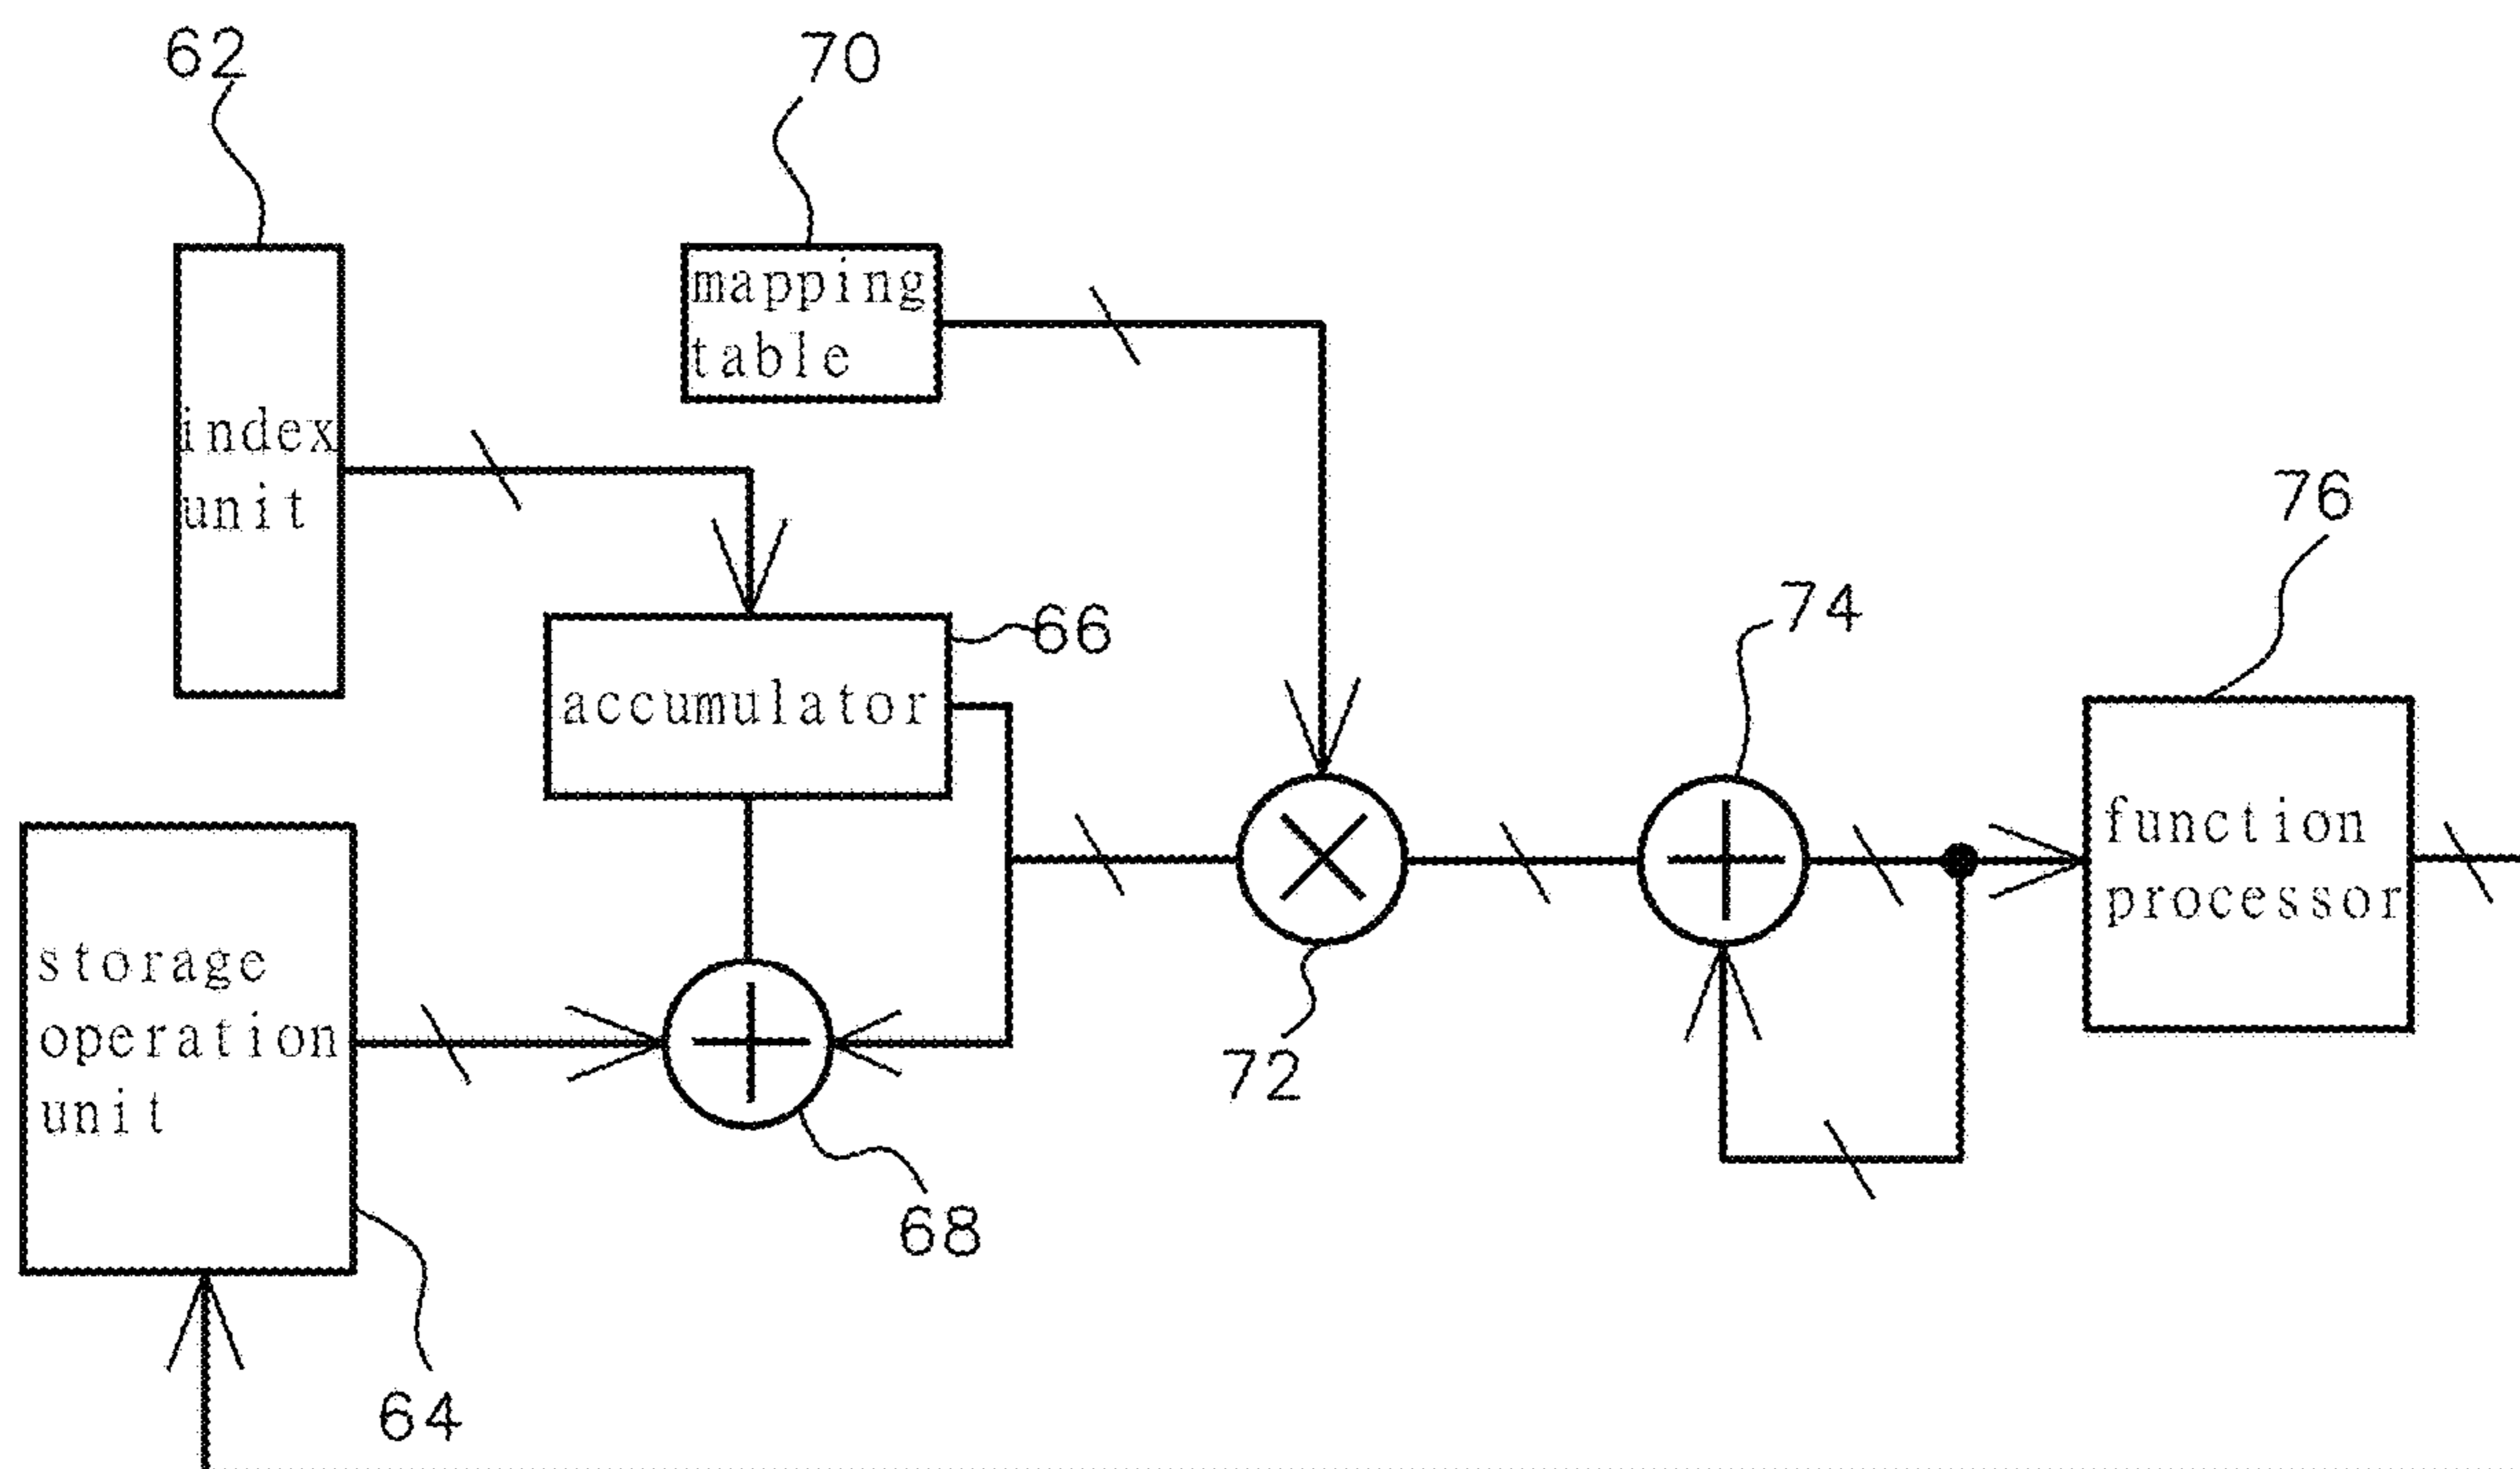 62
70
mapping
table
index
unit
76
74
66
accumulator
function
processor
storage
operation
unit
72
68
64